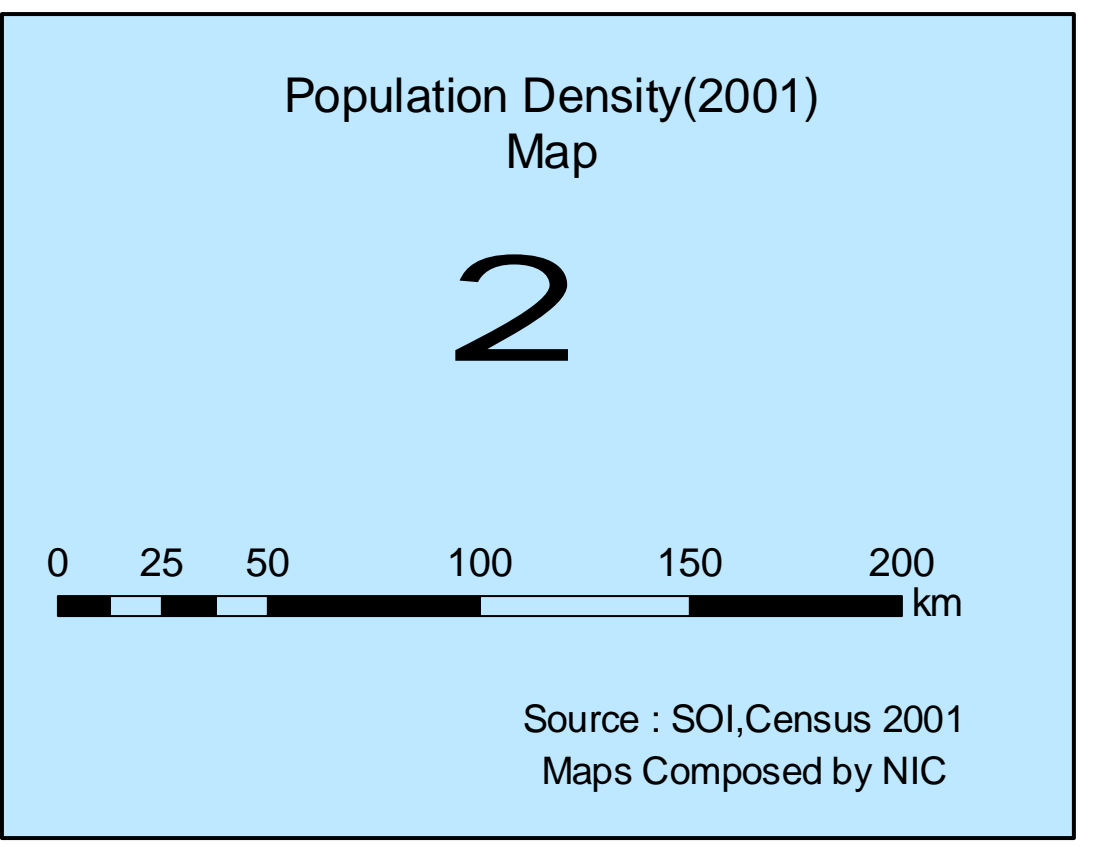 Population Density(2001)
Map
2
0 25 50 100 150 200
km
Source : SOI,Census 2001
Maps Composed by NIC